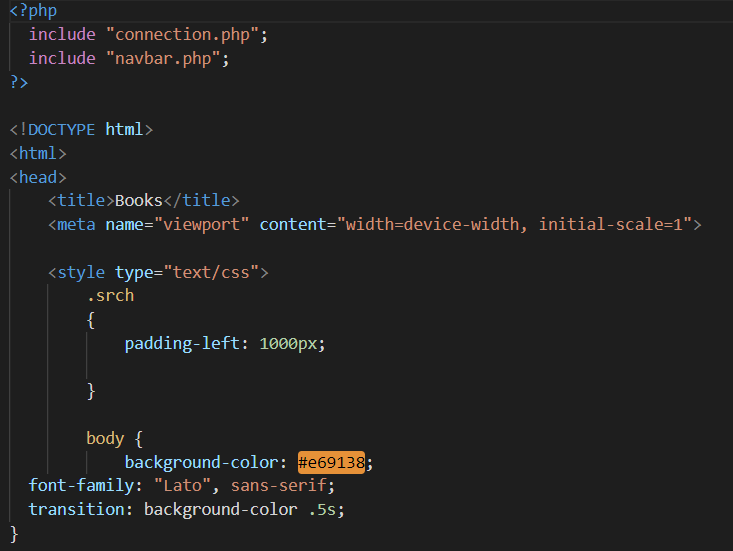 <?php
include "connection.php";
include "navbar.php";
?>
<!DOCTYPE html>
<html>
<head>
<title>Books</title>
<meta name="viewport" content="width=device-width, initial-scale=1">
<style type="text/css">
.srch
{
padding-left: 1000px;
}
body {
background-color: #e69138;
font-family: "Lato", sans-serif;
transition: background-color .5s;
}